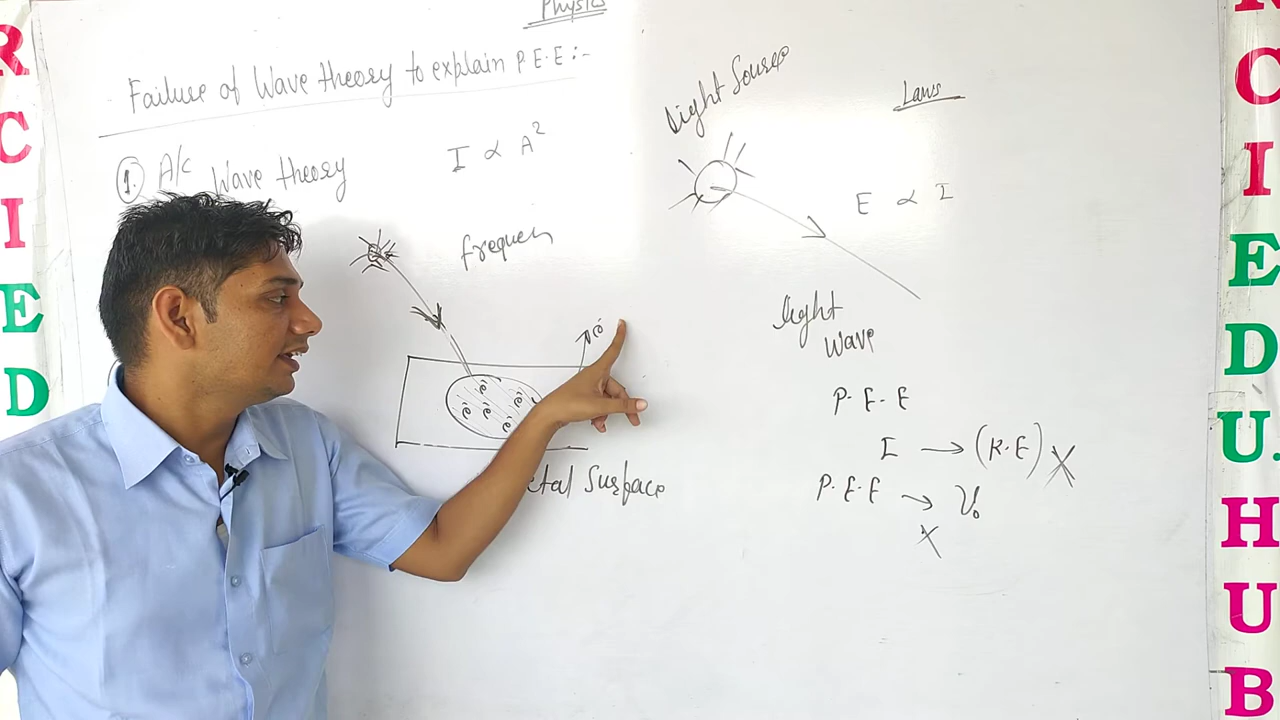 Physics
Failure of Wave theory to explain P.E.E :-
1. A/c Wave theory
I ∝ A²
frequen
e e e e e
e
etal Surface
Light Source
Laws
E ∝ I
light
Wave
P.E.E
I → (K.E) X
P.E.E → ν₀
X
R
C
I
E
D
R
C
I
E
D
U.
H
U
B